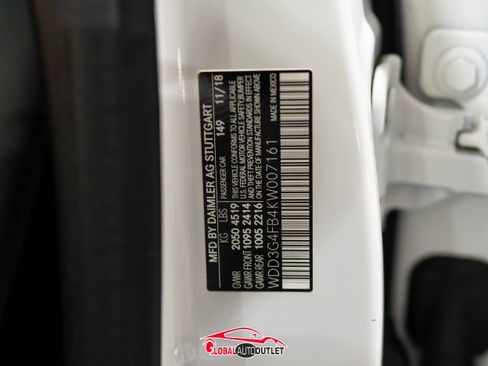 MFD BY DAIMLER AG STUTTGART
PASSENGER CAR 149 11/18
KG LBS
GVWR 2050 4519
GAWR FRONT 1095 2414
GAWR REAR 1005 2216
THIS VEHICLE CONFORMS TO ALL APPLICABLE
U.S. FEDERAL MOTOR VEHICLE SAFETY,BUMPER,
AND THEFT PREVENTION STANDARDS IN EFFECT
ON THE DATE OF MANUFACTURE SHOWN ABOVE
WDD3G4FB4KW007161
MADE IN MEXICO
GLOBALAUTOOUTLET